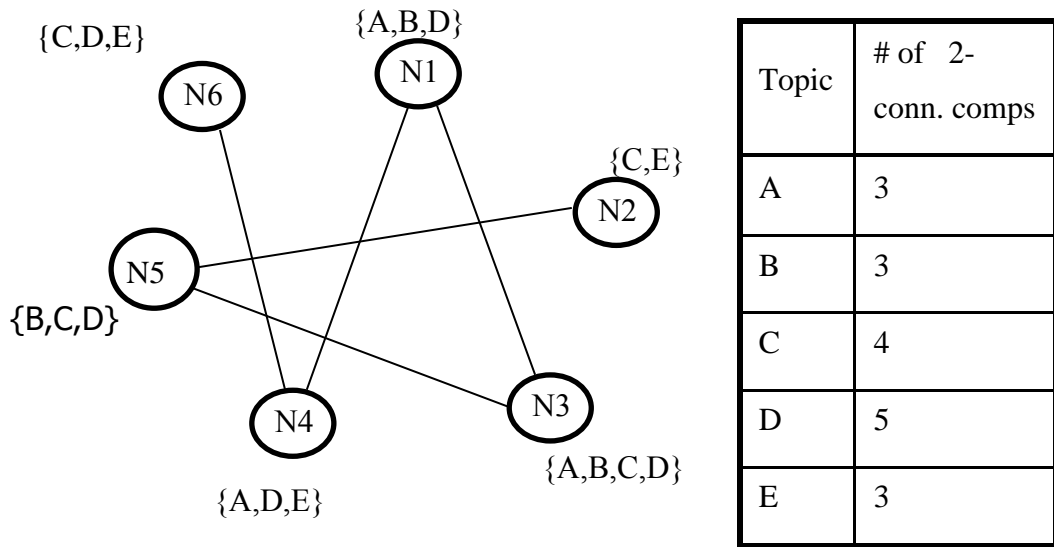 {A,B,D}
{C,D,E}
N1
N6
{C,E}
N2
N5
{B,C,D}
N4
N3
{A,B,C,D}
{A,D,E}
Topic
# of 2-
conn. comps
A 3
B 3
C 4
D 5
E 3